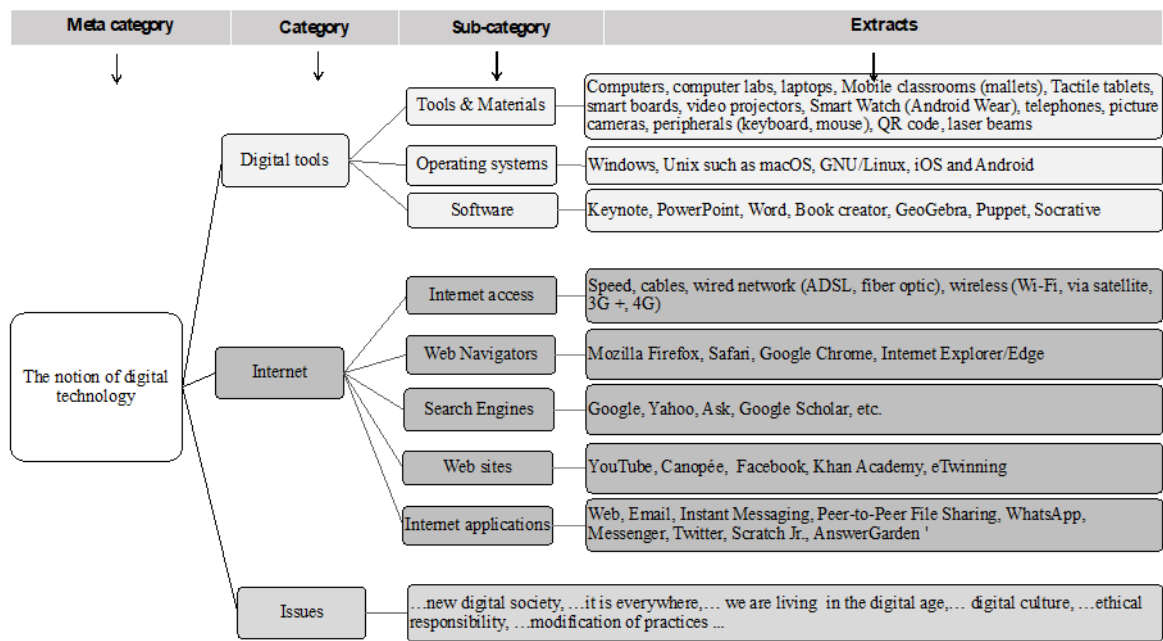 Meta category
Category
Sub-category
Extracts
Tools & Materials
Computers, computer labs, laptops, Mobile classrooms (mallets), Tactile tablets,
smart boards, video projectors, Smart Watch (Android Wear), telephones, picture
cameras, peripherals (keyboard, mouse), QR code, laser beams
Digital tools
Operating systems
Windows, Unix such as macOS, GNU/Linux, iOS and Android
Software
Keynote, PowerPoint, Word, Book creator, GeoGebra, Puppet, Socrative
Internet access
Speed, cables, wired network (ADSL, fiber optic), wireless (Wi-Fi, via satellite,
3G +, 4G)
The notion of digital
technology
Internet
Web Navigators
Mozilla Firefox, Safari, Google Chrome, Internet Explorer/Edge
Search Engines
Google, Yahoo, Ask, Google Scholar, etc.
Web sites
YouTube, Canopée, Facebook, Khan Academy, eTwinning
Internet applications
Web, Email, Instant Messaging, Peer-to-Peer File Sharing, WhatsApp,
Messenger, Twitter, Scratch Jr., AnswerGarden '
Issues
…new digital society, …it is everywhere,… we are living in the digital age,… digital culture, …ethical
responsibility, …modification of practices ...